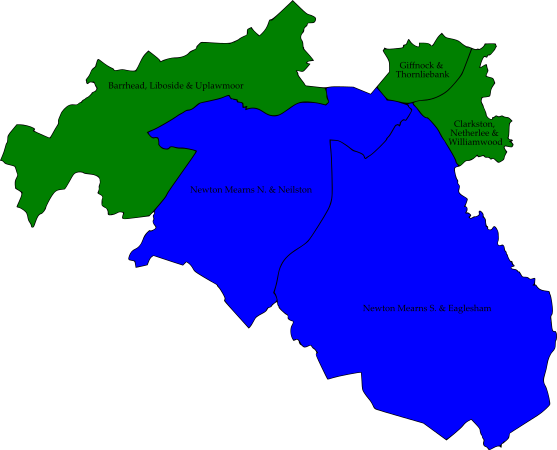 Giffnock &
Thornliebank
Barrhead, Liboside & Uplawmoor
Clarkston,
Netherlee &
Williamwood
Newton Mearns N. & Neilston
Newton Mearns S. & Eaglesham